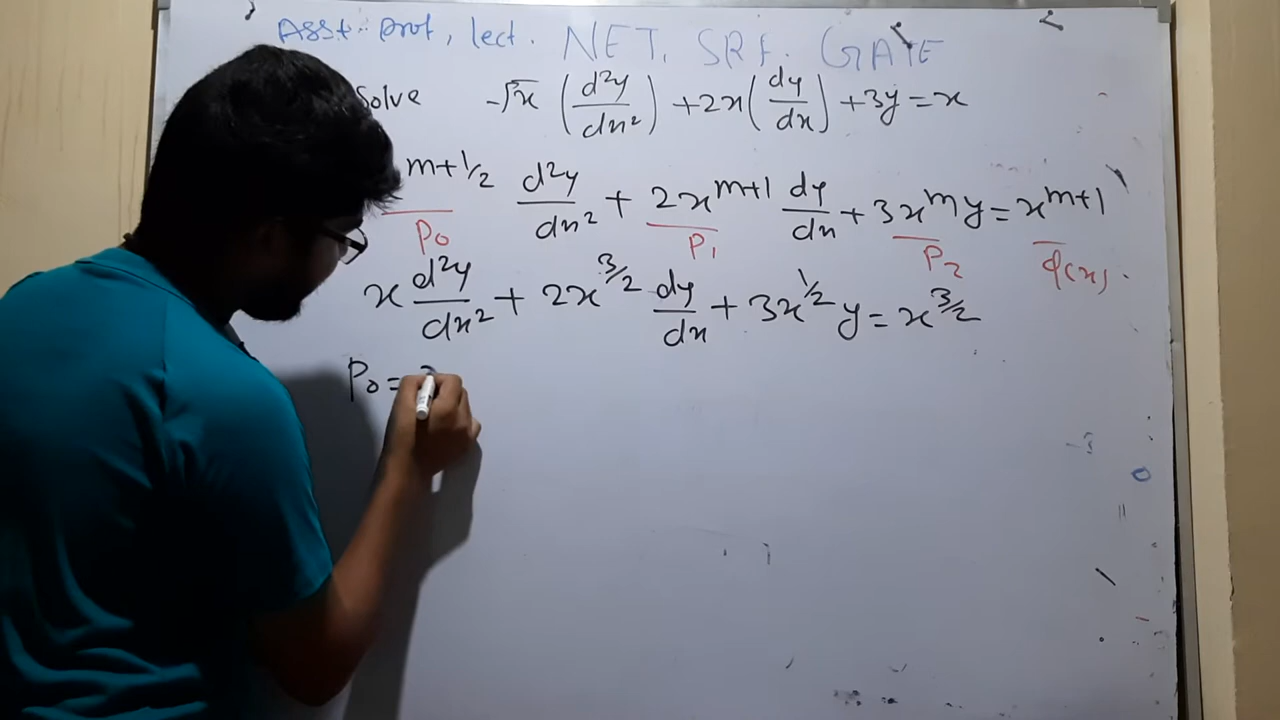 Asst. prof, lect. NET, SRF. GATE
Solve √x (d²y/dx²) + 2x (dy/dx) + 3y = x
m+1/2 d²y/dx² + 2x^m+1 dy/dx + 3x^m y = x^m+1
P₀ P₁ P₂ φ(x).
x d²y/dx² + 2x^3/2 dy/dx + 3x^1/2 y = x^3/2
P₀ =